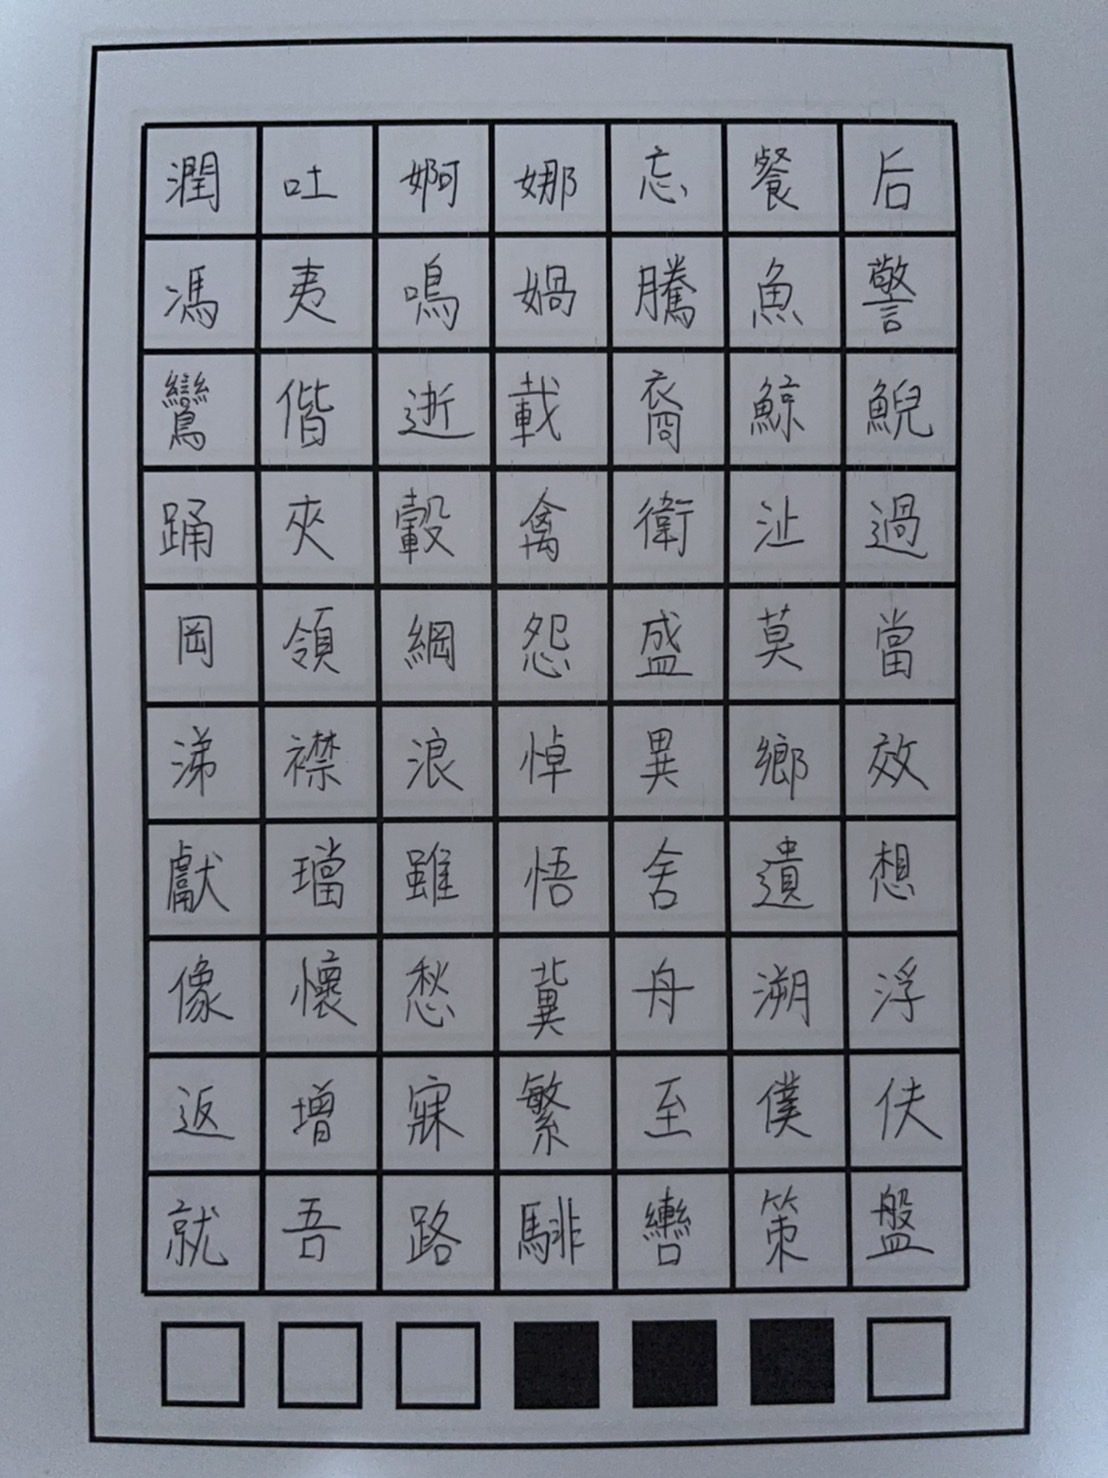 潤吐婀娜忘餐后
馮夷鳴媧騰魚警
鸞偕逝載裔鯨鯢
踊夾轂禽衛沚過
岡領綱怨盛莫當
涕襟浪悼異鄉效
獻璫雖悟舍遺想
像懷愁冀舟溯浮
返增寐繁至僕伕
就吾路騑轡策盤